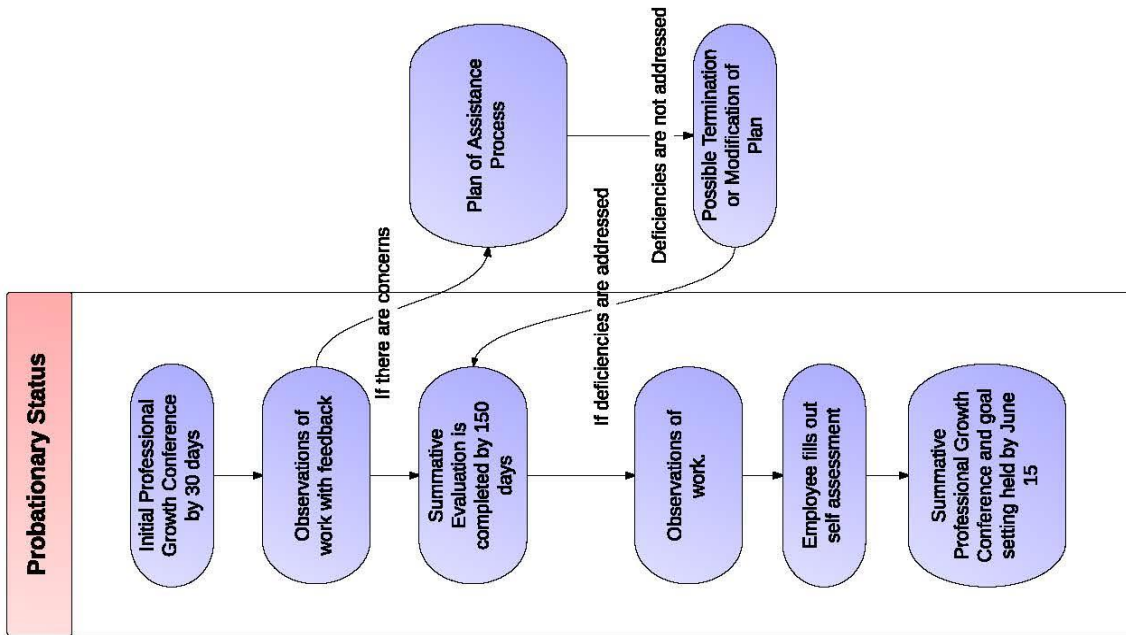 Probationary Status
Initial Professional
Growth Conference
by 30 days
Observations of
work with feedback
If there are concerns
Plan of Assistance
Process
Deficiencies are not addressed
Possible Termination
or Modification of
Plan
If deficiencies are addressed
Summative
Evaluation is
completed by 150
days
Observations of
work.
Employee fills out
self assessment
Summative
Professional Growth
Conference and goal
setting held by June
15